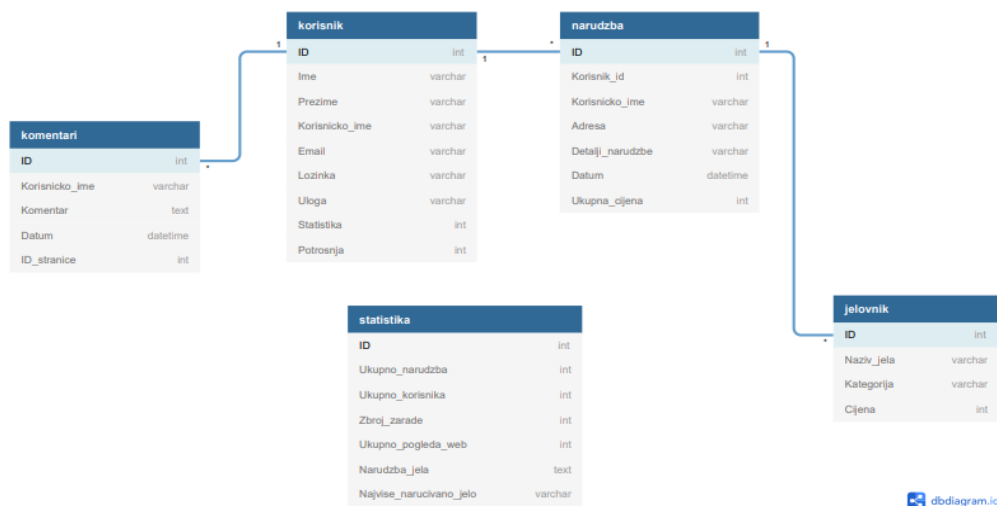 korisnik
ID int
Ime varchar
Prezime varchar
Korisnicko_ime varchar
Email varchar
Lozinka varchar
Uloga varchar
Statistika int
Potrosnja int
narudzba
ID int
Korisnik_id int
Korisnicko_ime varchar
Adresa varchar
Detalji_narudzbe varchar
Datum datetime
Ukupna_cijena int
komentari
ID int
Korisnicko_ime varchar
Komentar text
Datum datetime
ID_stranice int
1
*
1
*
1
*
statistika
ID int
Ukupno_narudzba int
Ukupno_korisnika int
Zbroj_zarade int
Ukupno_pogleda_web int
Narudzba_jela text
Najvise_narucivano_jelo varchar
jelovnik
ID int
Naziv_jela varchar
Kategorija varchar
Cijena int
dbdiagram.io